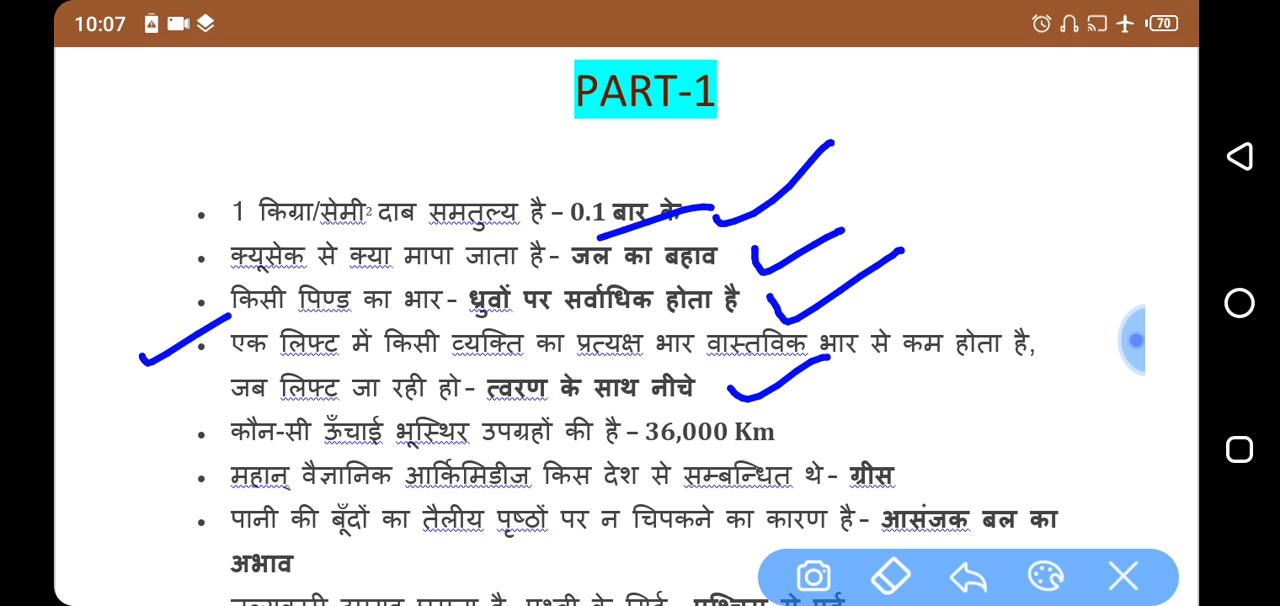 10:07
70
PART-1
• 1 किग्रा/सेमी² दाब समतुल्य है – 0.1 बार के
• क्यूसेक से क्या मापा जाता है – जल का बहाव
• किसी पिण्ड का भार – ध्रुवों पर सर्वाधिक होता है
• एक लिफ्ट में किसी व्यक्ति का प्रत्यक्ष भार वास्तविक भार से कम होता है,
जब लिफ्ट जा रही हो – त्वरण के साथ नीचे
• कौन-सी ऊँचाई भूस्थिर उपग्रहों की है – 36,000 Km
• महान् वैज्ञानिक आर्किमिडीज किस देश से सम्बन्धित थे – ग्रीस
• पानी की बूँदों का तैलीय पृष्ठों पर न चिपकने का कारण है – आसंजक बल का
अभाव